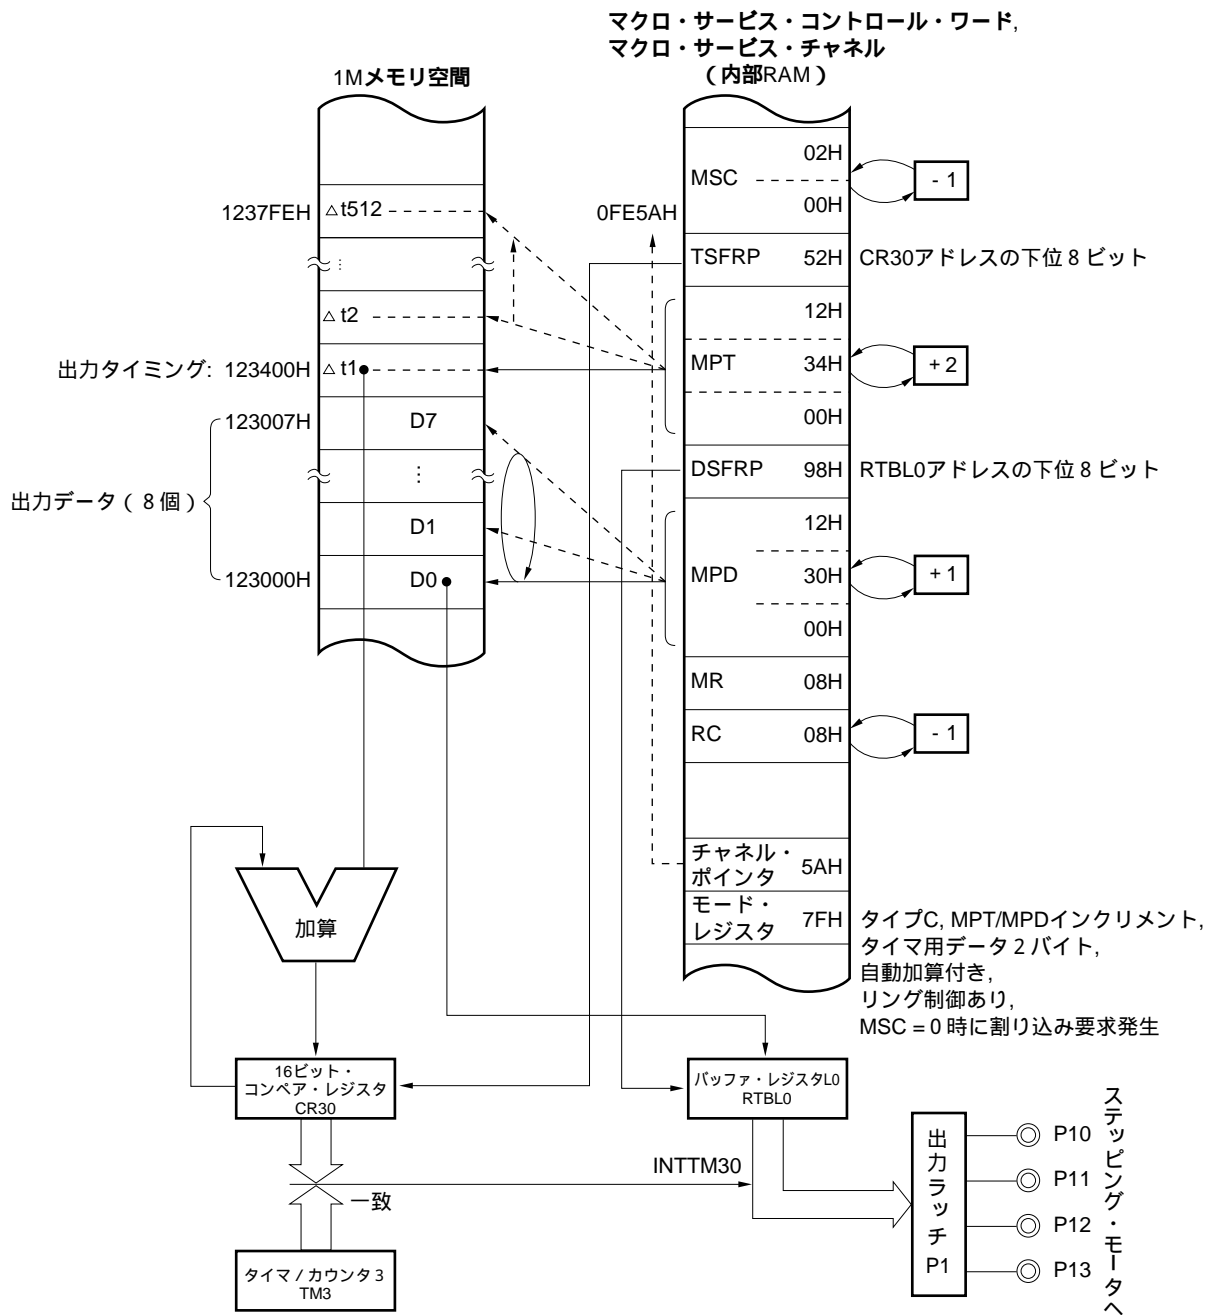 マクロ・サービス・コントロール・ワード,
マクロ・サービス・チャネル
（内部RAM）
1Mメモリ空間
02H
MSC
00H
- 1
1237FEH
△t512
0FE5AH
TSFRP 52H
CR30アドレスの下位8ビット
⋮
12H
△t2
出力タイミング: 123400H
△t1
MPT 34H
+ 2
00H
123007H
D7
⋮
DSFRP 98H
RTBL0アドレスの下位8ビット
出力データ（8個）
D1
12H
123000H
D0
MPD 30H
+ 1
00H
MR 08H
RC 08H
- 1
チャネル・
ポインタ 5AH
モード・
レジスタ 7FH
タイプC, MPT/MPDインクリメント,
タイマ用データ2バイト,
自動加算付き,
リング制御あり,
MSC = 0時に割り込み要求発生
加算
16ビット・
コンペア・レジスタ
CR30
バッファ・レジスタL0
RTBL0
INTTM30
一致
タイマ/カウンタ3
TM3
出力ラッチ
P1
P10
P11
P12
P13
ステッピング・モータへ